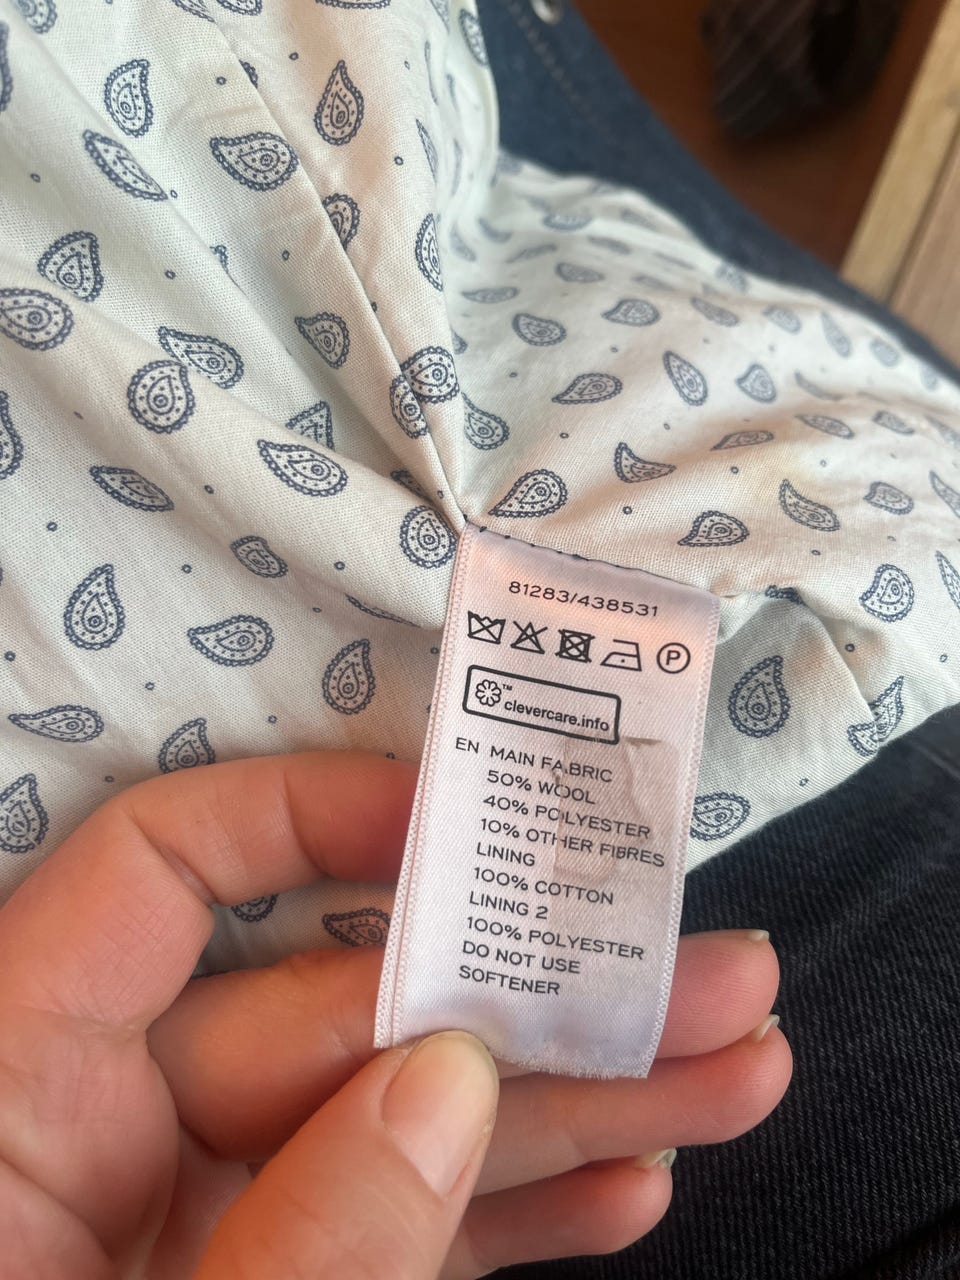 81283/438531
P
™
clevercare.info
EN MAIN FABRIC
50% WOOL
40% POLYESTER
10% OTHER FIBRES
LINING
100% COTTON
LINING 2
100% POLYESTER
DO NOT USE
SOFTENER